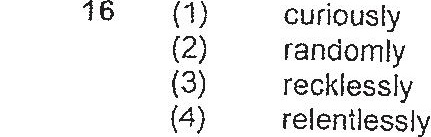 16 (1) curiously
(2) randomly
(3) recklessly
(4) relentlessly